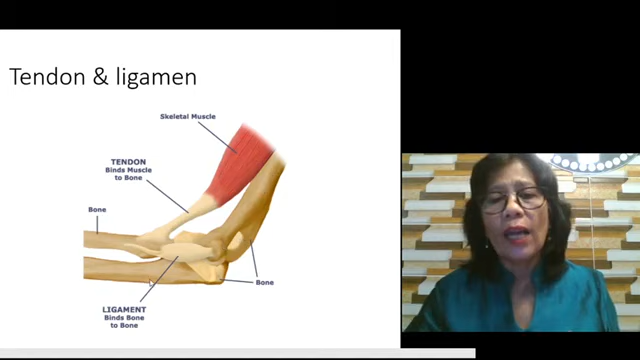 Tendon & ligamen
Skeletal Muscle
TENDON
Binds Muscle
to Bone
Bone
Bone
LIGAMENT
Binds Bone
to Bone